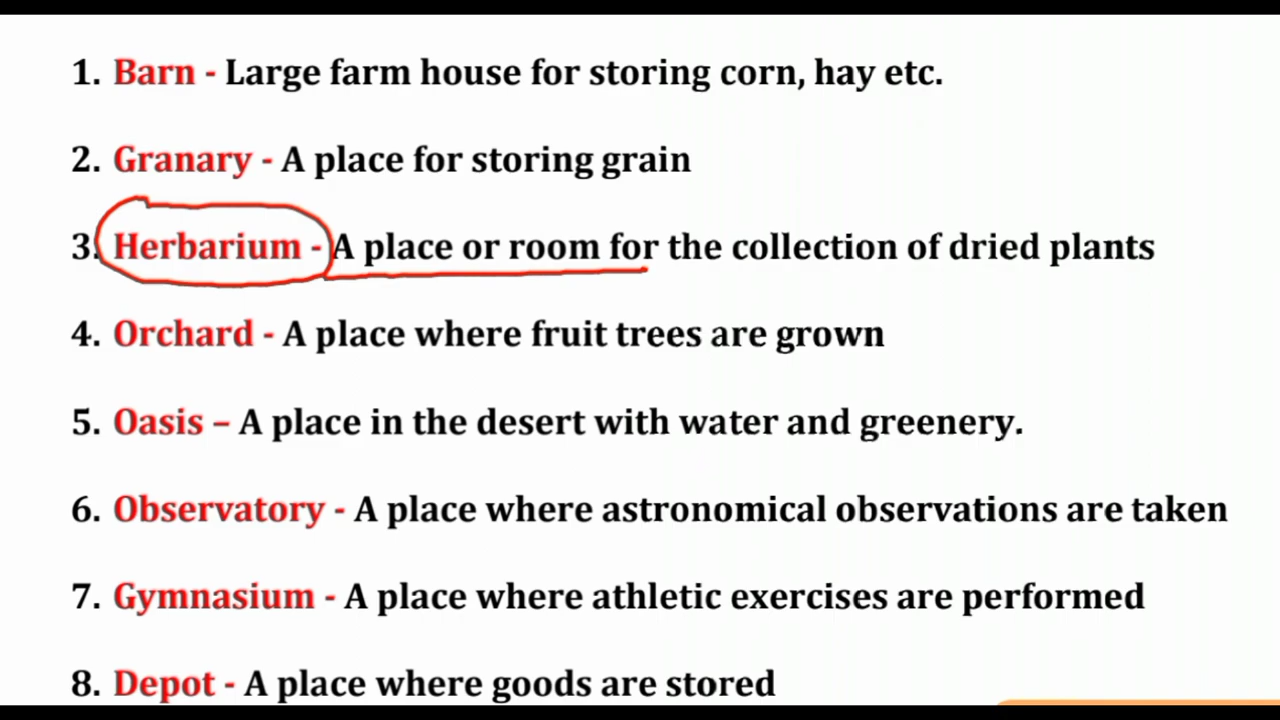 1. Barn - Large farm house for storing corn, hay etc.
2. Granary - A place for storing grain
3. Herbarium - A place or room for the collection of dried plants
4. Orchard - A place where fruit trees are grown
5. Oasis – A place in the desert with water and greenery.
6. Observatory - A place where astronomical observations are taken
7. Gymnasium - A place where athletic exercises are performed
8. Depot - A place where goods are stored